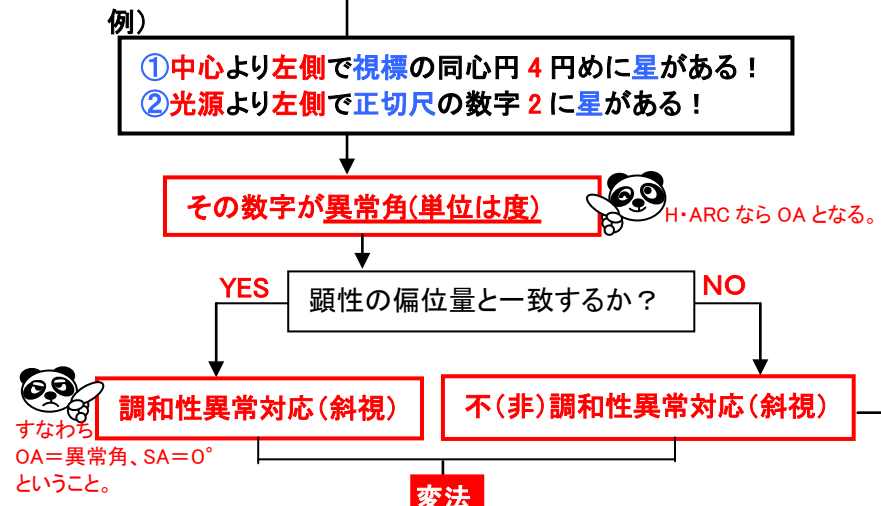 例）
①中心より左側で視標の同心円4円めに星がある！
②光源より左側で正切尺の数字2に星がある！
その数字が異常角(単位は度)
H・ARCならOAとなる。
顕性の偏位量と一致するか？
YES
NO
調和性異常対応（斜視）
不（非）調和性異常対応（斜視）
すなわち
OA＝異常角、SA＝0°
ということ。
変法